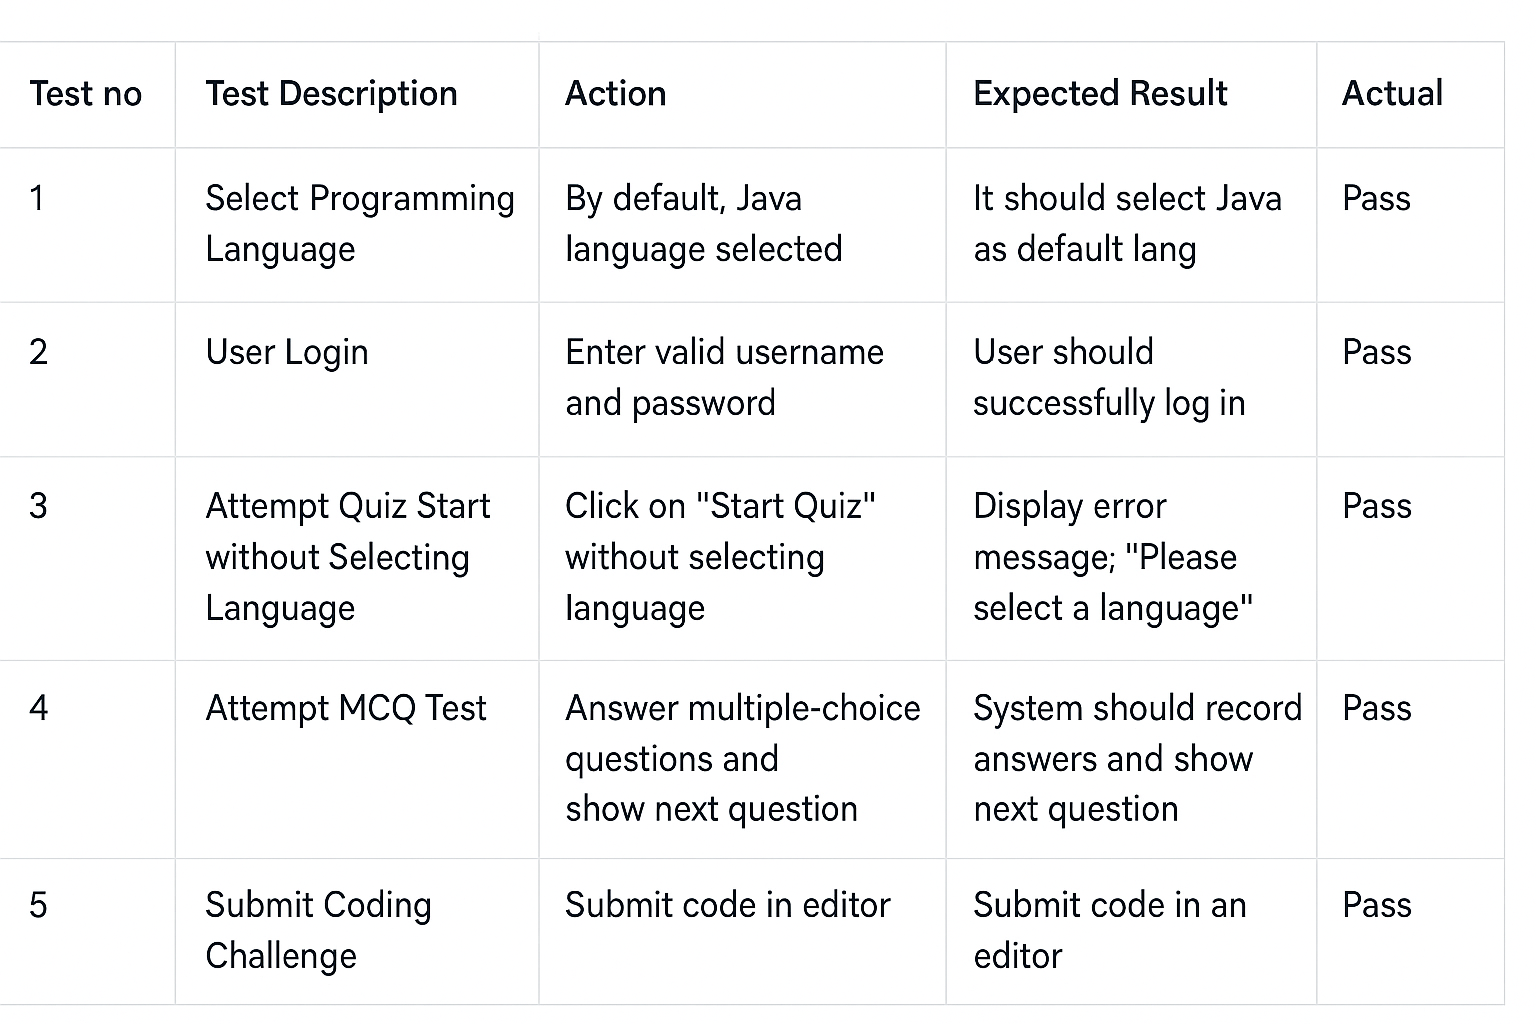 Test no Test Description Action Expected Result Actual
1 Select Programming By default, Java It should select Java Pass
Language language selected as default lang
2 User Login Enter valid username User should Pass
and password successfully log in
3 Attempt Quiz Start Click on "Start Quiz" Display error Pass
without Selecting without selecting message; "Please
Language language select a language"
4 Attempt MCQ Test Answer multiple-choice System should record Pass
questions and answers and show
show next question next question
5 Submit Coding Submit code in editor Submit code in an Pass
Challenge editor